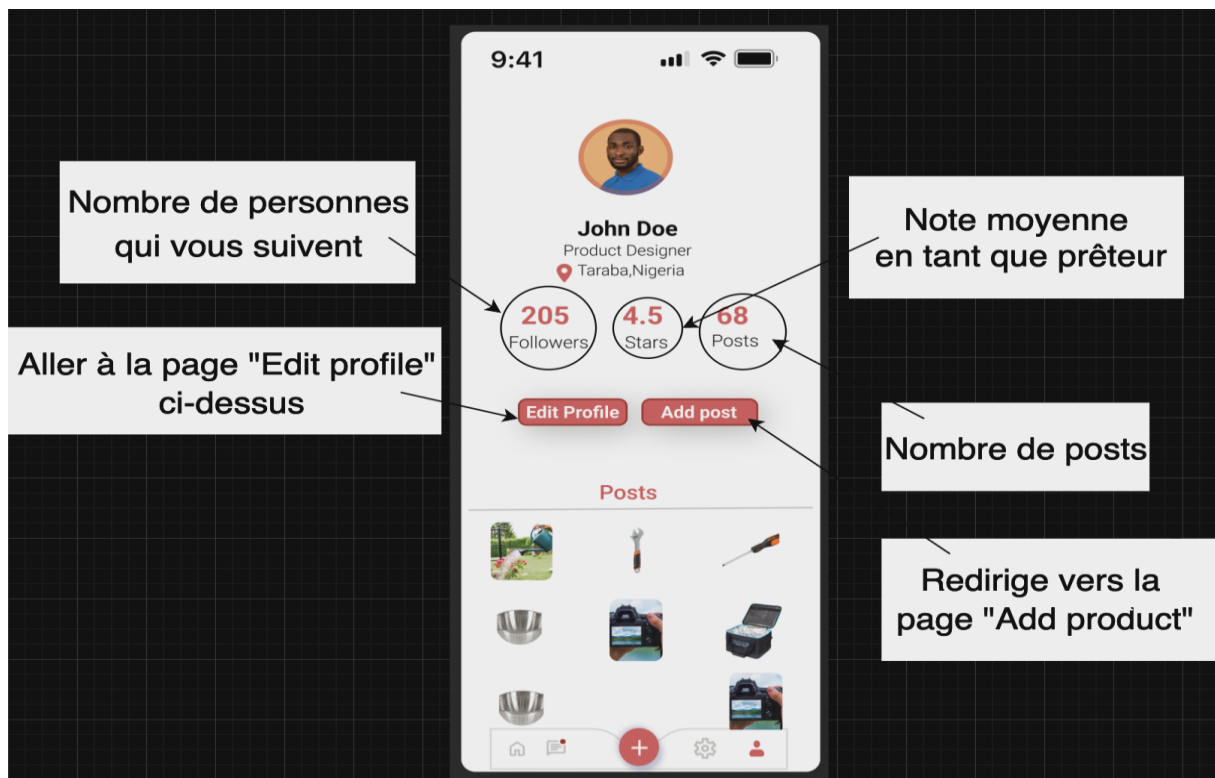 9:41
Nombre de personnes
qui vous suivent
Note moyenne
en tant que prêteur
John Doe
Product Designer
Taraba,Nigeria
205
Followers
4.5
Stars
68
Posts
Aller à la page "Edit profile"
ci-dessus
Edit Profile
Add post
Nombre de posts
Posts
Redirige vers la
page "Add product"